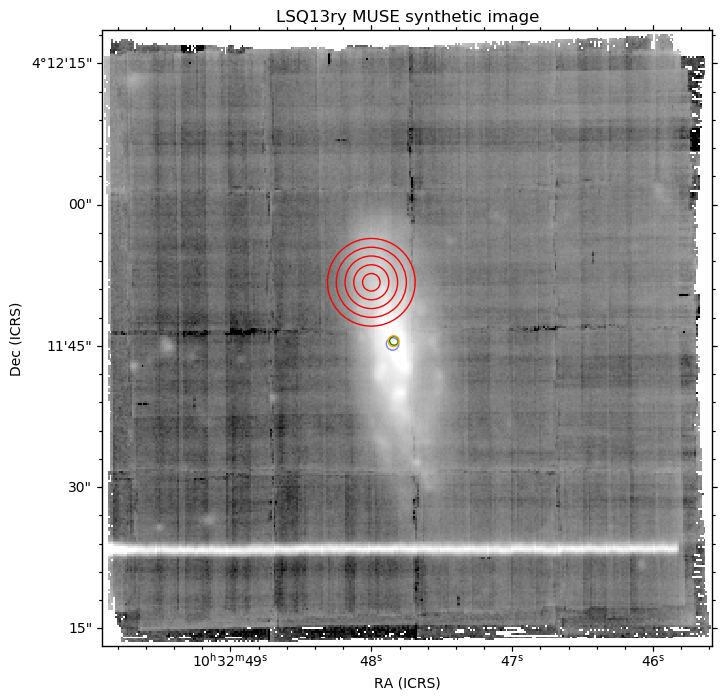 LSQ13ry MUSE synthetic image
4°12'15"
00"
11'45"
30"
15"
Dec (ICRS)
10ʰ32ᵐ49ˢ 48ˢ 47ˢ 46ˢ
RA (ICRS)